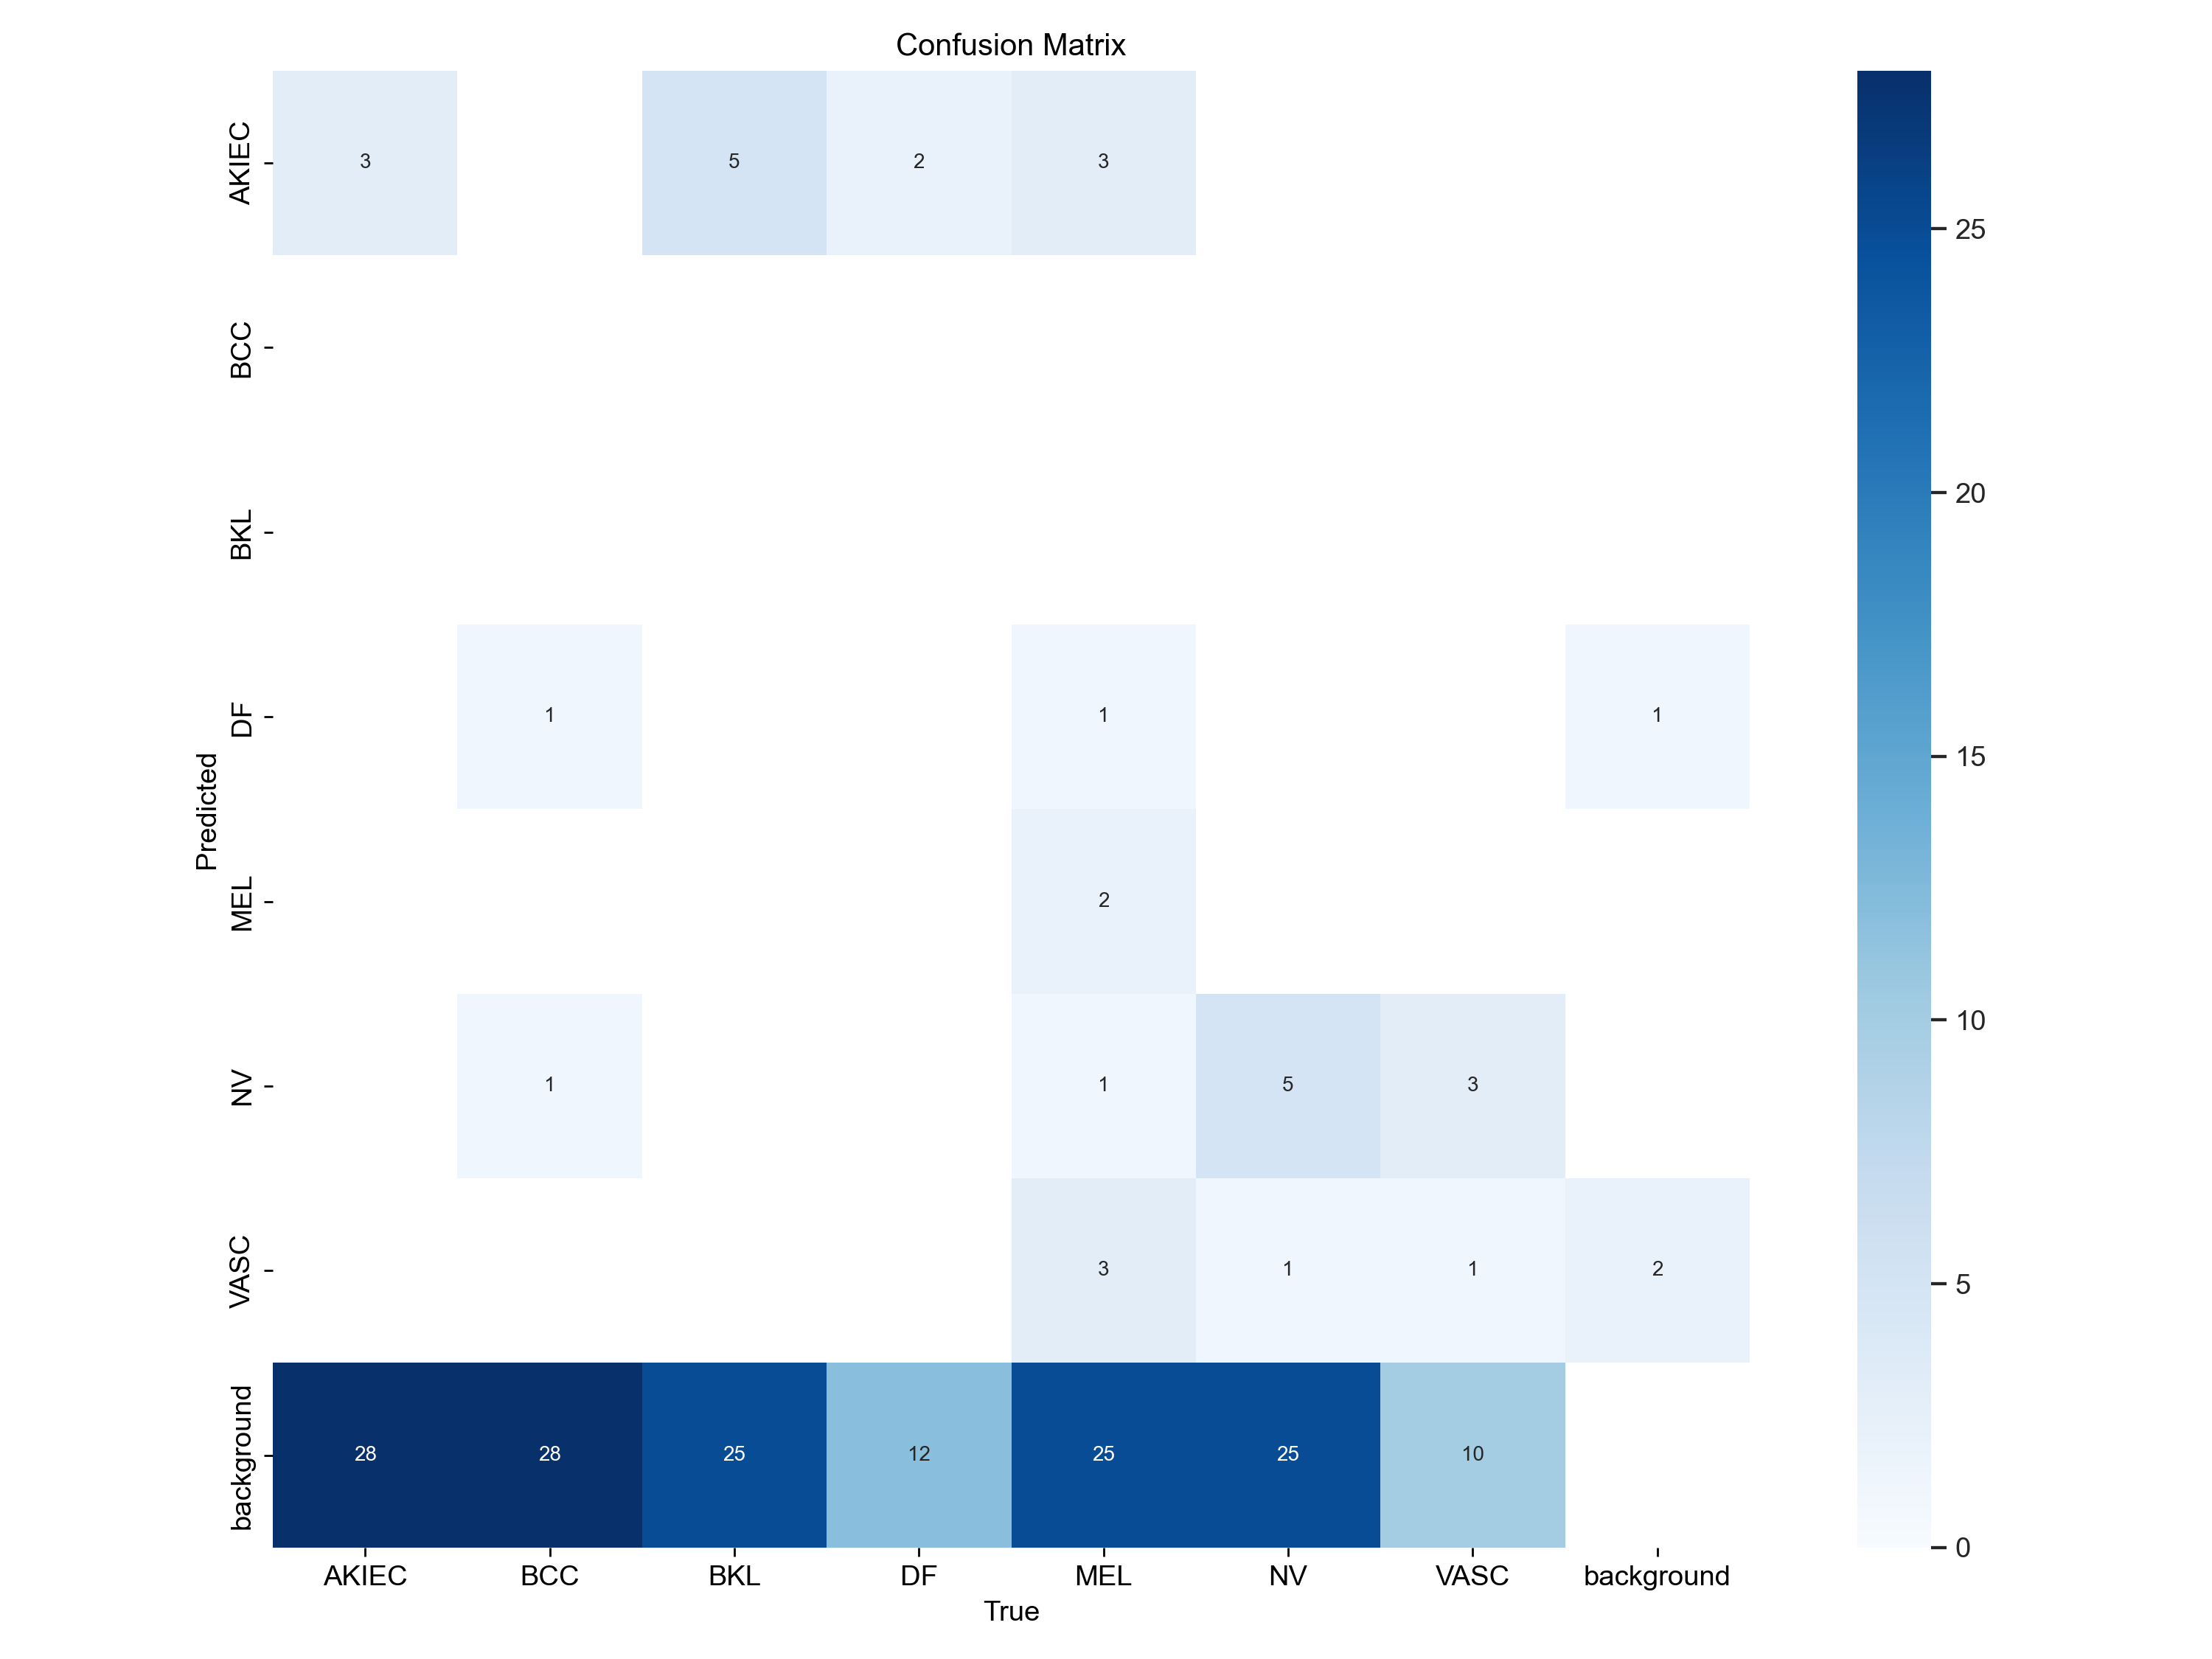 Confusion Matrix
AKIEC 3 5 2 3
BCC
BKL
DF 1 1 1
MEL 2
NV 1 1 5 3
VASC 3 1 1 2
background 28 28 25 12 25 25 10
AKIEC BCC BKL DF MEL NV VASC background
True
Predicted
25
20
15
10
5
0